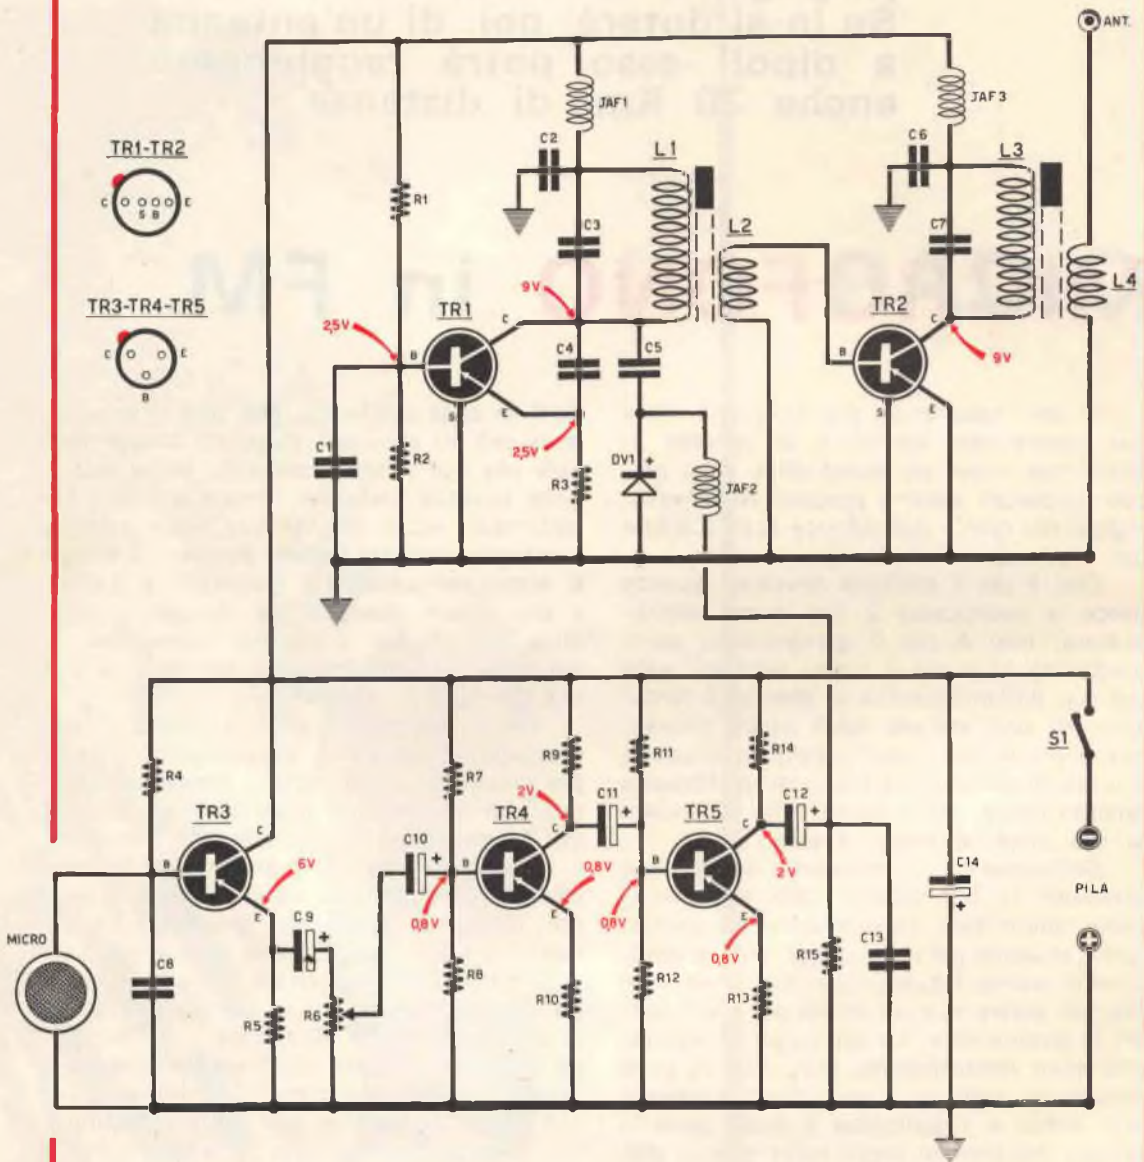 ANT.
JAF1
JAF3
C2
C6
L1
L3
TR1-TR2
C S B E
R1
C3
L2
C7
L4
9V
TR1
C
TR2
C
TR3-TR4-TR5
2,5V
C E
B
B
C4
C5
B
9V
S
E
S
E
C1
R2
2,5V
R3
DV1
+
JAF2
S1
R4
R7
R9
R11
R14
2V
C11
+
C12
+
TR3
C
TR4
C
TR5
C
C10
+
6V
B
B
0,8V
B
2V
C14
+
PILA
E
0,8V
E
0,8V
E
0,8V
C9
+
MICRO
C8
R5
R6
R8
R10
R12
R13
R15
C13